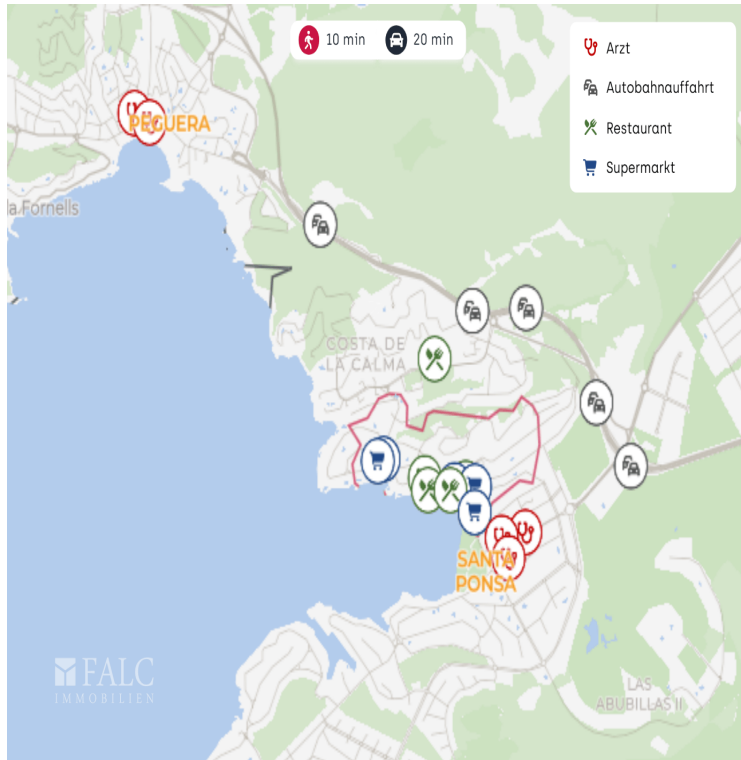 10 min
20 min
Arzt
Autobahnauffahrt
Restaurant
Supermarkt
PEGUERA
la Fornells
COSTA DE
LA CALMA
SANTA
PONSA
LAS
ABUBILLAS II
FALC
IMMOBILIEN